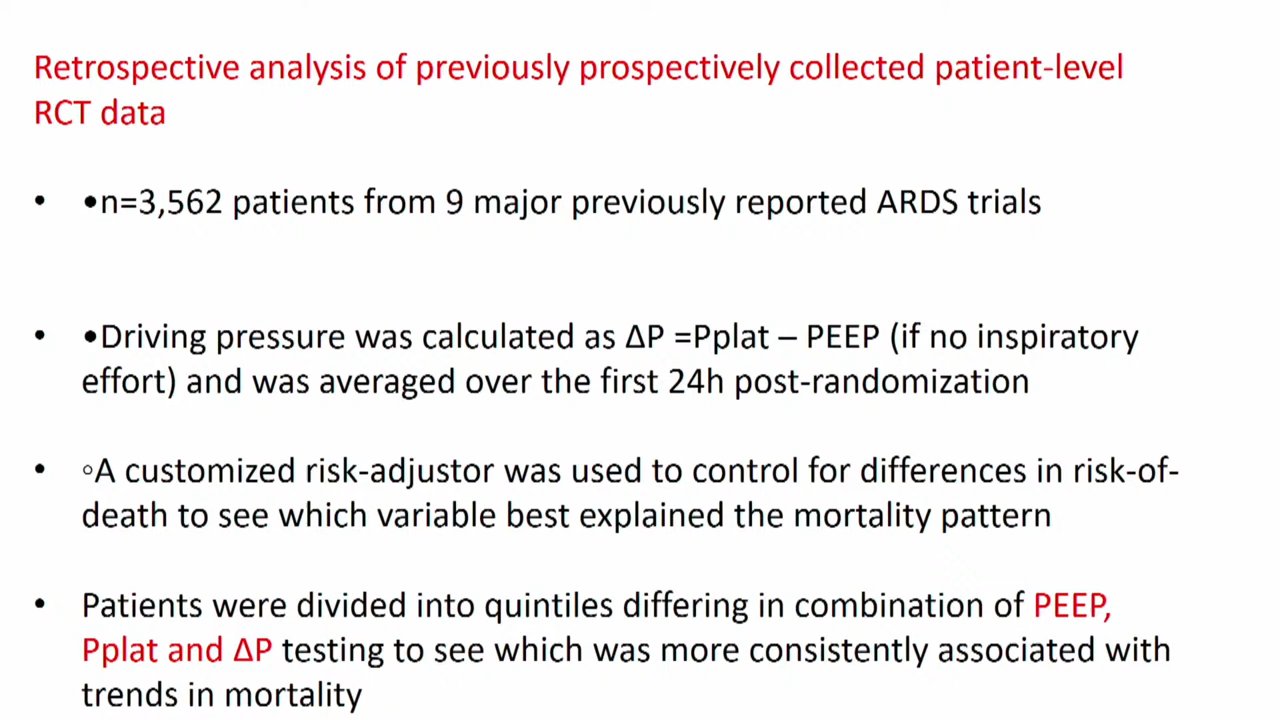 Retrospective analysis of previously prospectively collected patient-level
RCT data
• •n=3,562 patients from 9 major previously reported ARDS trials
• •Driving pressure was calculated as ΔP =Pplat – PEEP (if no inspiratory
effort) and was averaged over the first 24h post-randomization
• ◦A customized risk-adjustor was used to control for differences in risk-of-
death to see which variable best explained the mortality pattern
• Patients were divided into quintiles differing in combination of PEEP,
Pplat and ΔP testing to see which was more consistently associated with
trends in mortality